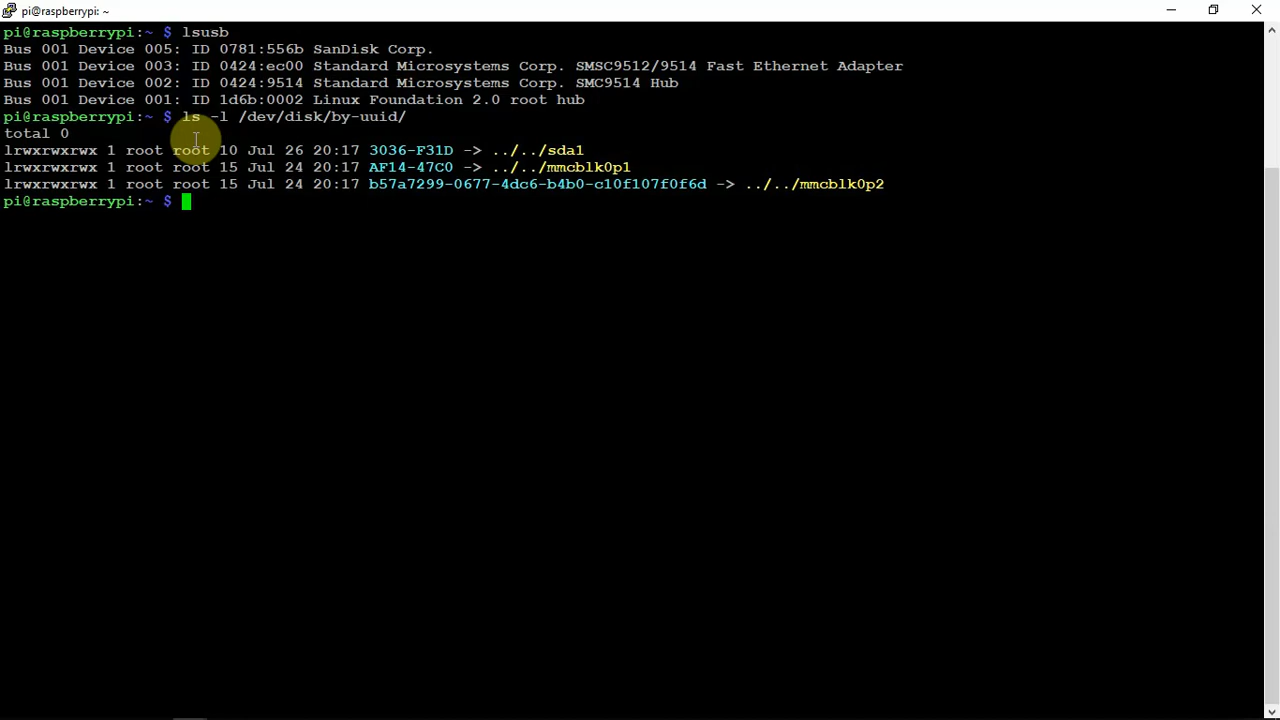 pi@raspberrypi: ~
pi@raspberrypi:~ $ lsusb
Bus 001 Device 005: ID 0781:556b SanDisk Corp.
Bus 001 Device 003: ID 0424:ec00 Standard Microsystems Corp. SMSC9512/9514 Fast Ethernet Adapter
Bus 001 Device 002: ID 0424:9514 Standard Microsystems Corp. SMC9514 Hub
Bus 001 Device 001: ID 1d6b:0002 Linux Foundation 2.0 root hub
pi@raspberrypi:~ $ ls -l /dev/disk/by-uuid/
total 0
lrwxrwxrwx 1 root root 10 Jul 26 20:17 3036-F31D -> ../../sda1
lrwxrwxrwx 1 root root 15 Jul 24 20:17 AF14-47C0 -> ../../mmcblk0p1
lrwxrwxrwx 1 root root 15 Jul 24 20:17 b57a7299-0677-4dc6-b4b0-c10f107f0f6d -> ../../mmcblk0p2
pi@raspberrypi:~ $